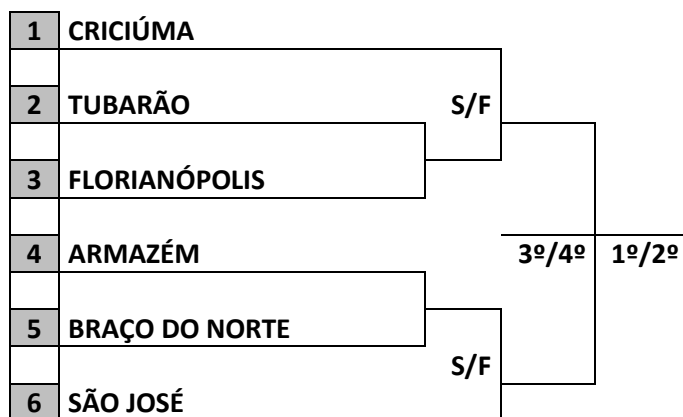 1 CRICIÚMA
2 TUBARÃO S/F
3 FLORIANÓPOLIS
4 ARMAZÉM 3º/4º 1º/2º
5 BRAÇO DO NORTE
S/F
6 SÃO JOSÉ